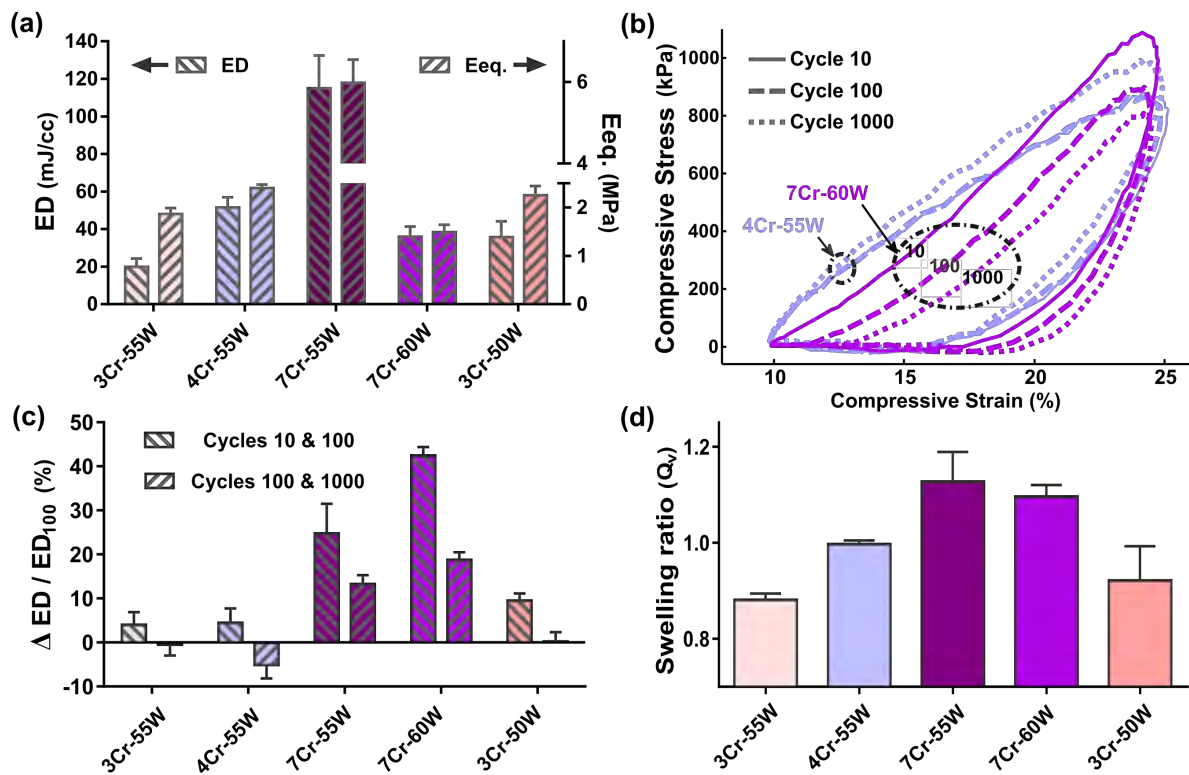 (a)
ED (mJ/cc)
140
120
100
80
60
40
20
0
ED
Eeq.
6
4
2
1
0
Eeq. (MPa)
3Cr-55W
4Cr-55W
7Cr-55W
7Cr-60W
3Cr-50W
(b)
Compressive Stress (kPa)
1000
800
600
400
200
0
Cycle 10
Cycle 100
Cycle 1000
7Cr-60W
4Cr-55W
10
100
1000
10
15
20
25
Compressive Strain (%)
(c)
Δ ED / ED100 (%)
50
40
30
20
10
0
-10
Cycles 10 & 100
Cycles 100 & 1000
3Cr-55W
4Cr-55W
7Cr-55W
7Cr-60W
3Cr-50W
(d)
Swelling ratio (Qv)
1.2
1.0
0.8
3Cr-55W
4Cr-55W
7Cr-55W
7Cr-60W
3Cr-50W